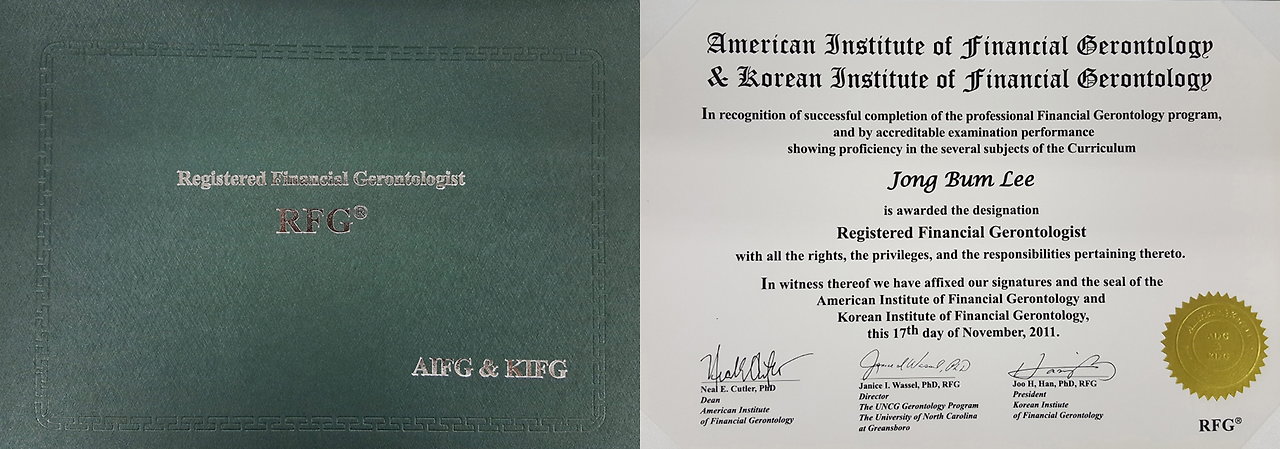 Registered Financial Gerontologist
RFG®
AIFG & KIFG
American Institute of Financial Gerontology
& Korean Institute of Financial Gerontology
In recognition of successful completion of the professional Financial Gerontology program,
and by accreditable examination performance
showing proficiency in the several subjects of the Curriculum
Jong Bum Lee
is awarded the designation
Registered Financial Gerontologist
with all the rights, the privileges, and the responsibilities pertaining thereto.
In witness thereof we have affixed our signatures and the seal of the
American Institute of Financial Gerontology and
Korean Institute of Financial Gerontology,
this 17th day of November, 2011.
Neal E. Cutler, PhD
Dean
American Institute
of Financial Gerontology
Janice I. Wassel, PhD, RFG
Director
The UNCG Gerontology Program
The University of North Carolina
at Greansboro
Joo H, Han, PhD, RFG
President
Korean Instiute
of Financial Gerontology
AIFG
&
KIFG
RFG®